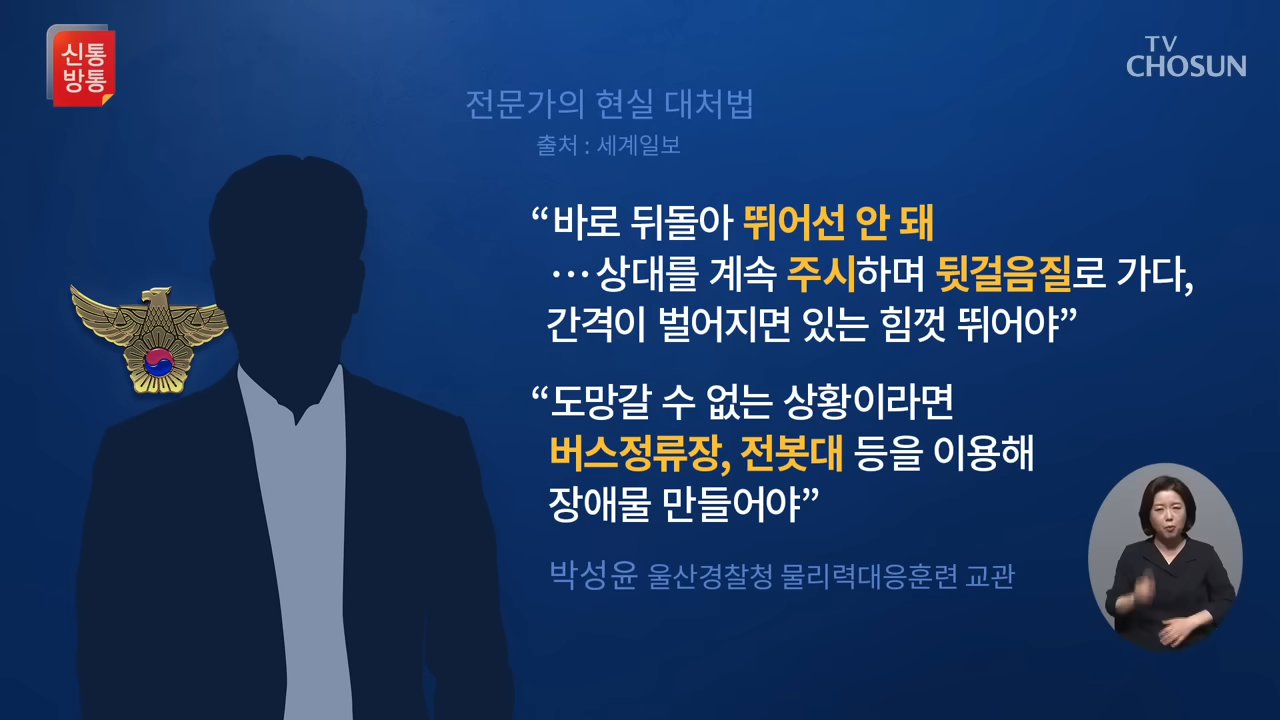 신통
방통
TV
CHOSUN
전문가의 현실 대처법
출처 : 세계일보
“바로 뒤돌아 뛰어선 안 돼
…상대를 계속 주시하며 뒷걸음질로 가다,
간격이 벌어지면 있는 힘껏 뛰어야”
“도망갈 수 없는 상황이라면
버스정류장, 전봇대 등을 이용해
장애물 만들어야”
박성윤 울산경찰청 물리력대응훈련 교관